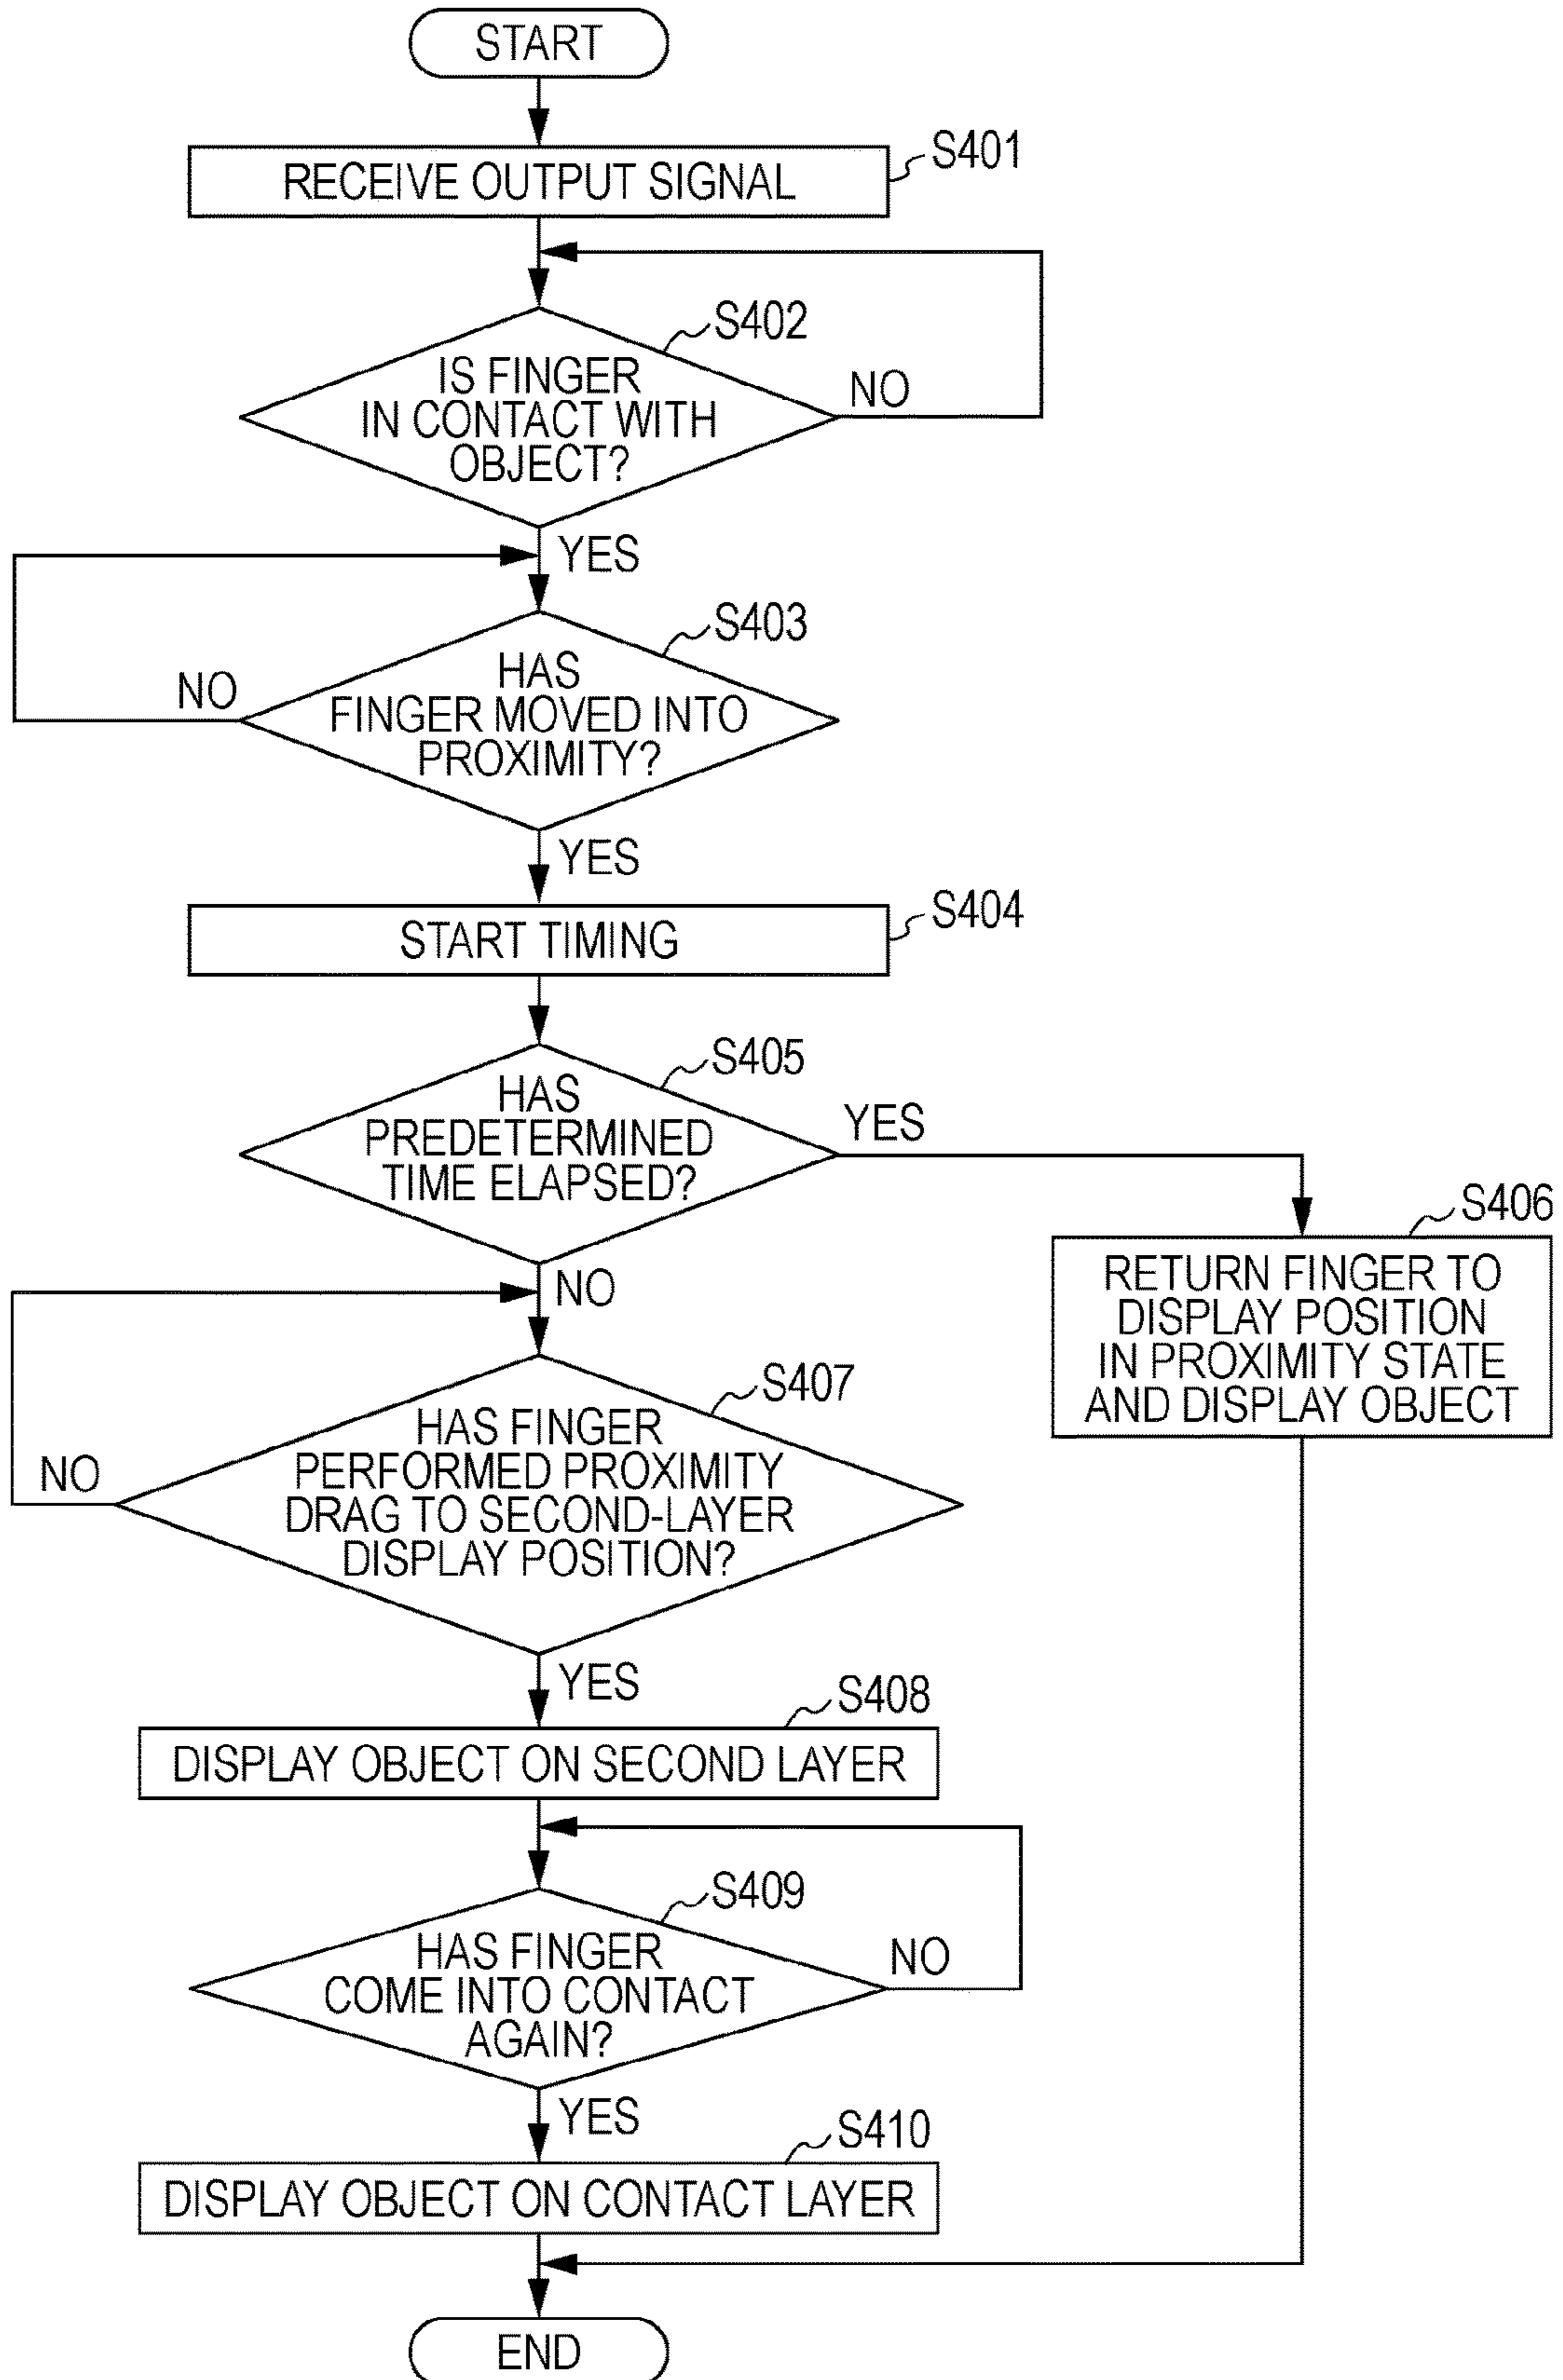 START
S401
RECEIVE OUTPUT SIGNAL
S402
IS FINGER
IN CONTACT WITH
OBJECT?
NO
YES
S403
HAS
FINGER MOVED INTO
PROXIMITY?
NO
YES
S404
START TIMING
S405
HAS
PREDETERMINED
TIME ELAPSED?
YES
S406
RETURN FINGER TO
DISPLAY POSITION
IN PROXIMITY STATE
AND DISPLAY OBJECT
NO
S407
HAS FINGER
PERFORMED PROXIMITY
DRAG TO SECOND-LAYER
DISPLAY POSITION?
NO
YES
S408
DISPLAY OBJECT ON SECOND LAYER
S409
HAS FINGER
COME INTO CONTACT
AGAIN?
NO
YES
S410
DISPLAY OBJECT ON CONTACT LAYER
END